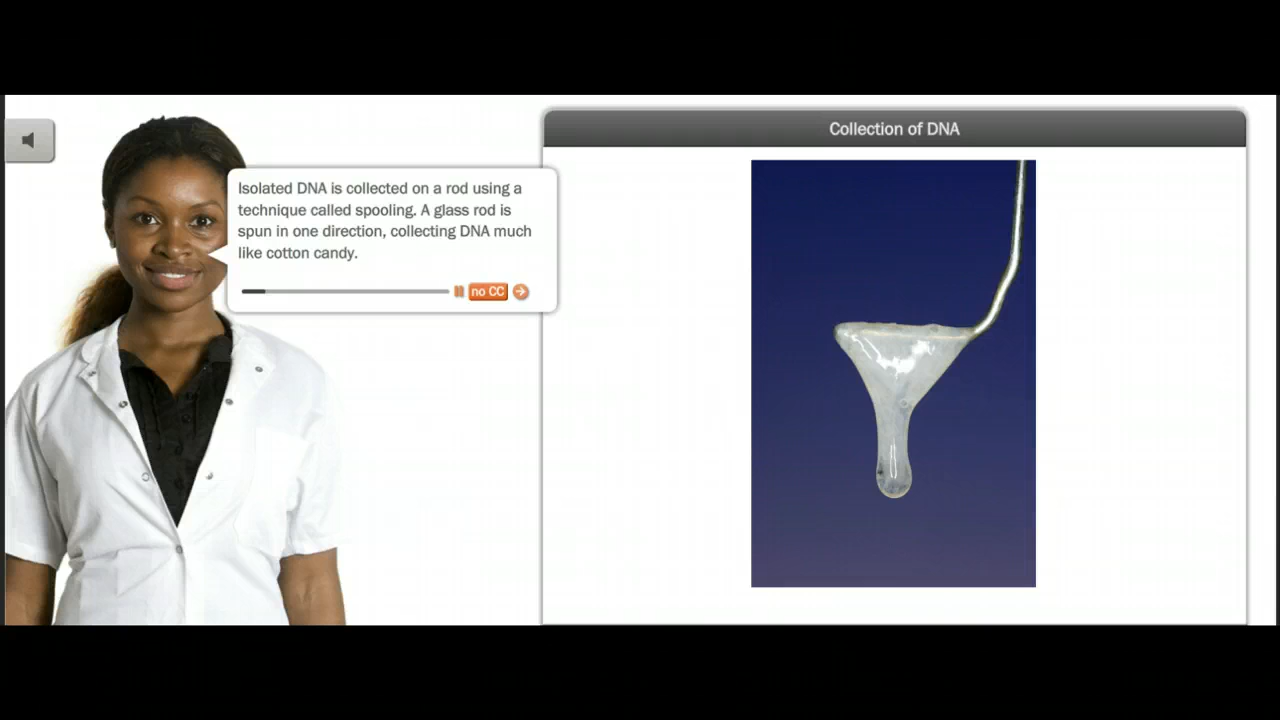 Collection of DNA
Isolated DNA is collected on a rod using a
technique called spooling. A glass rod is
spun in one direction, collecting DNA much
like cotton candy.
no CC